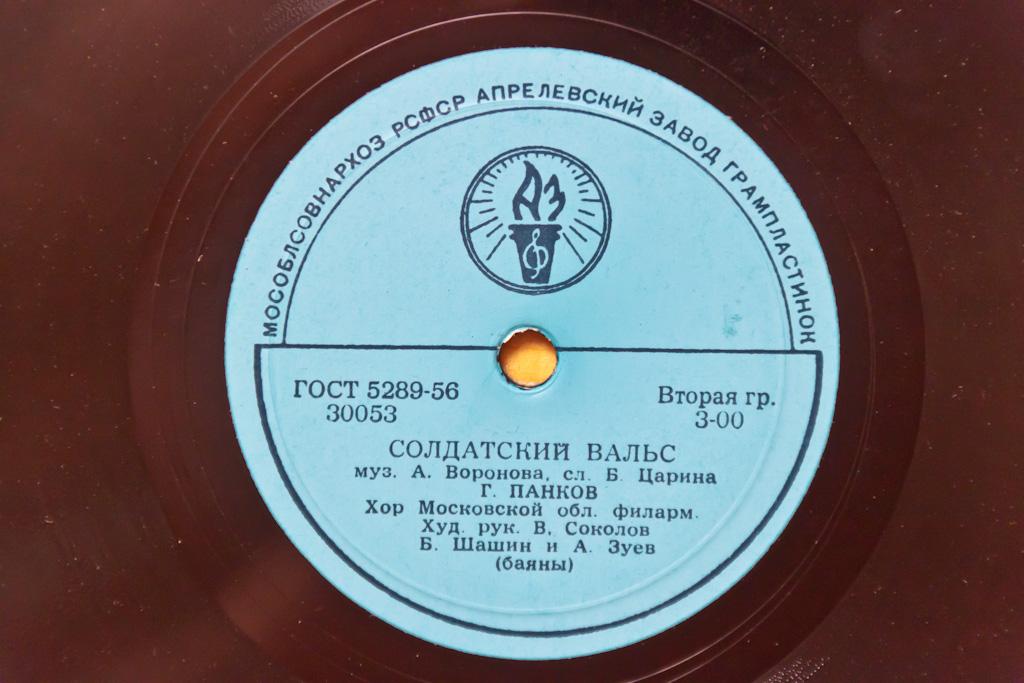 МОСОБЛСОВНАРХОЗ РСФСР АПРЕЛЕВСКИЙ ЗАВОД ГРАМПЛАСТИНОК
АЗ
ГОСТ 5289-56
30053
Вторая гр.
3-00
СОЛДАТСКИЙ ВАЛЬС
муз. А. Воронова, сл. Б. Царина
Г. ПАНКОВ
Хор Московской обл. филарм.
Худ. рук. В. Соколов
Б. Шашин и А. Зуев
(баяны)